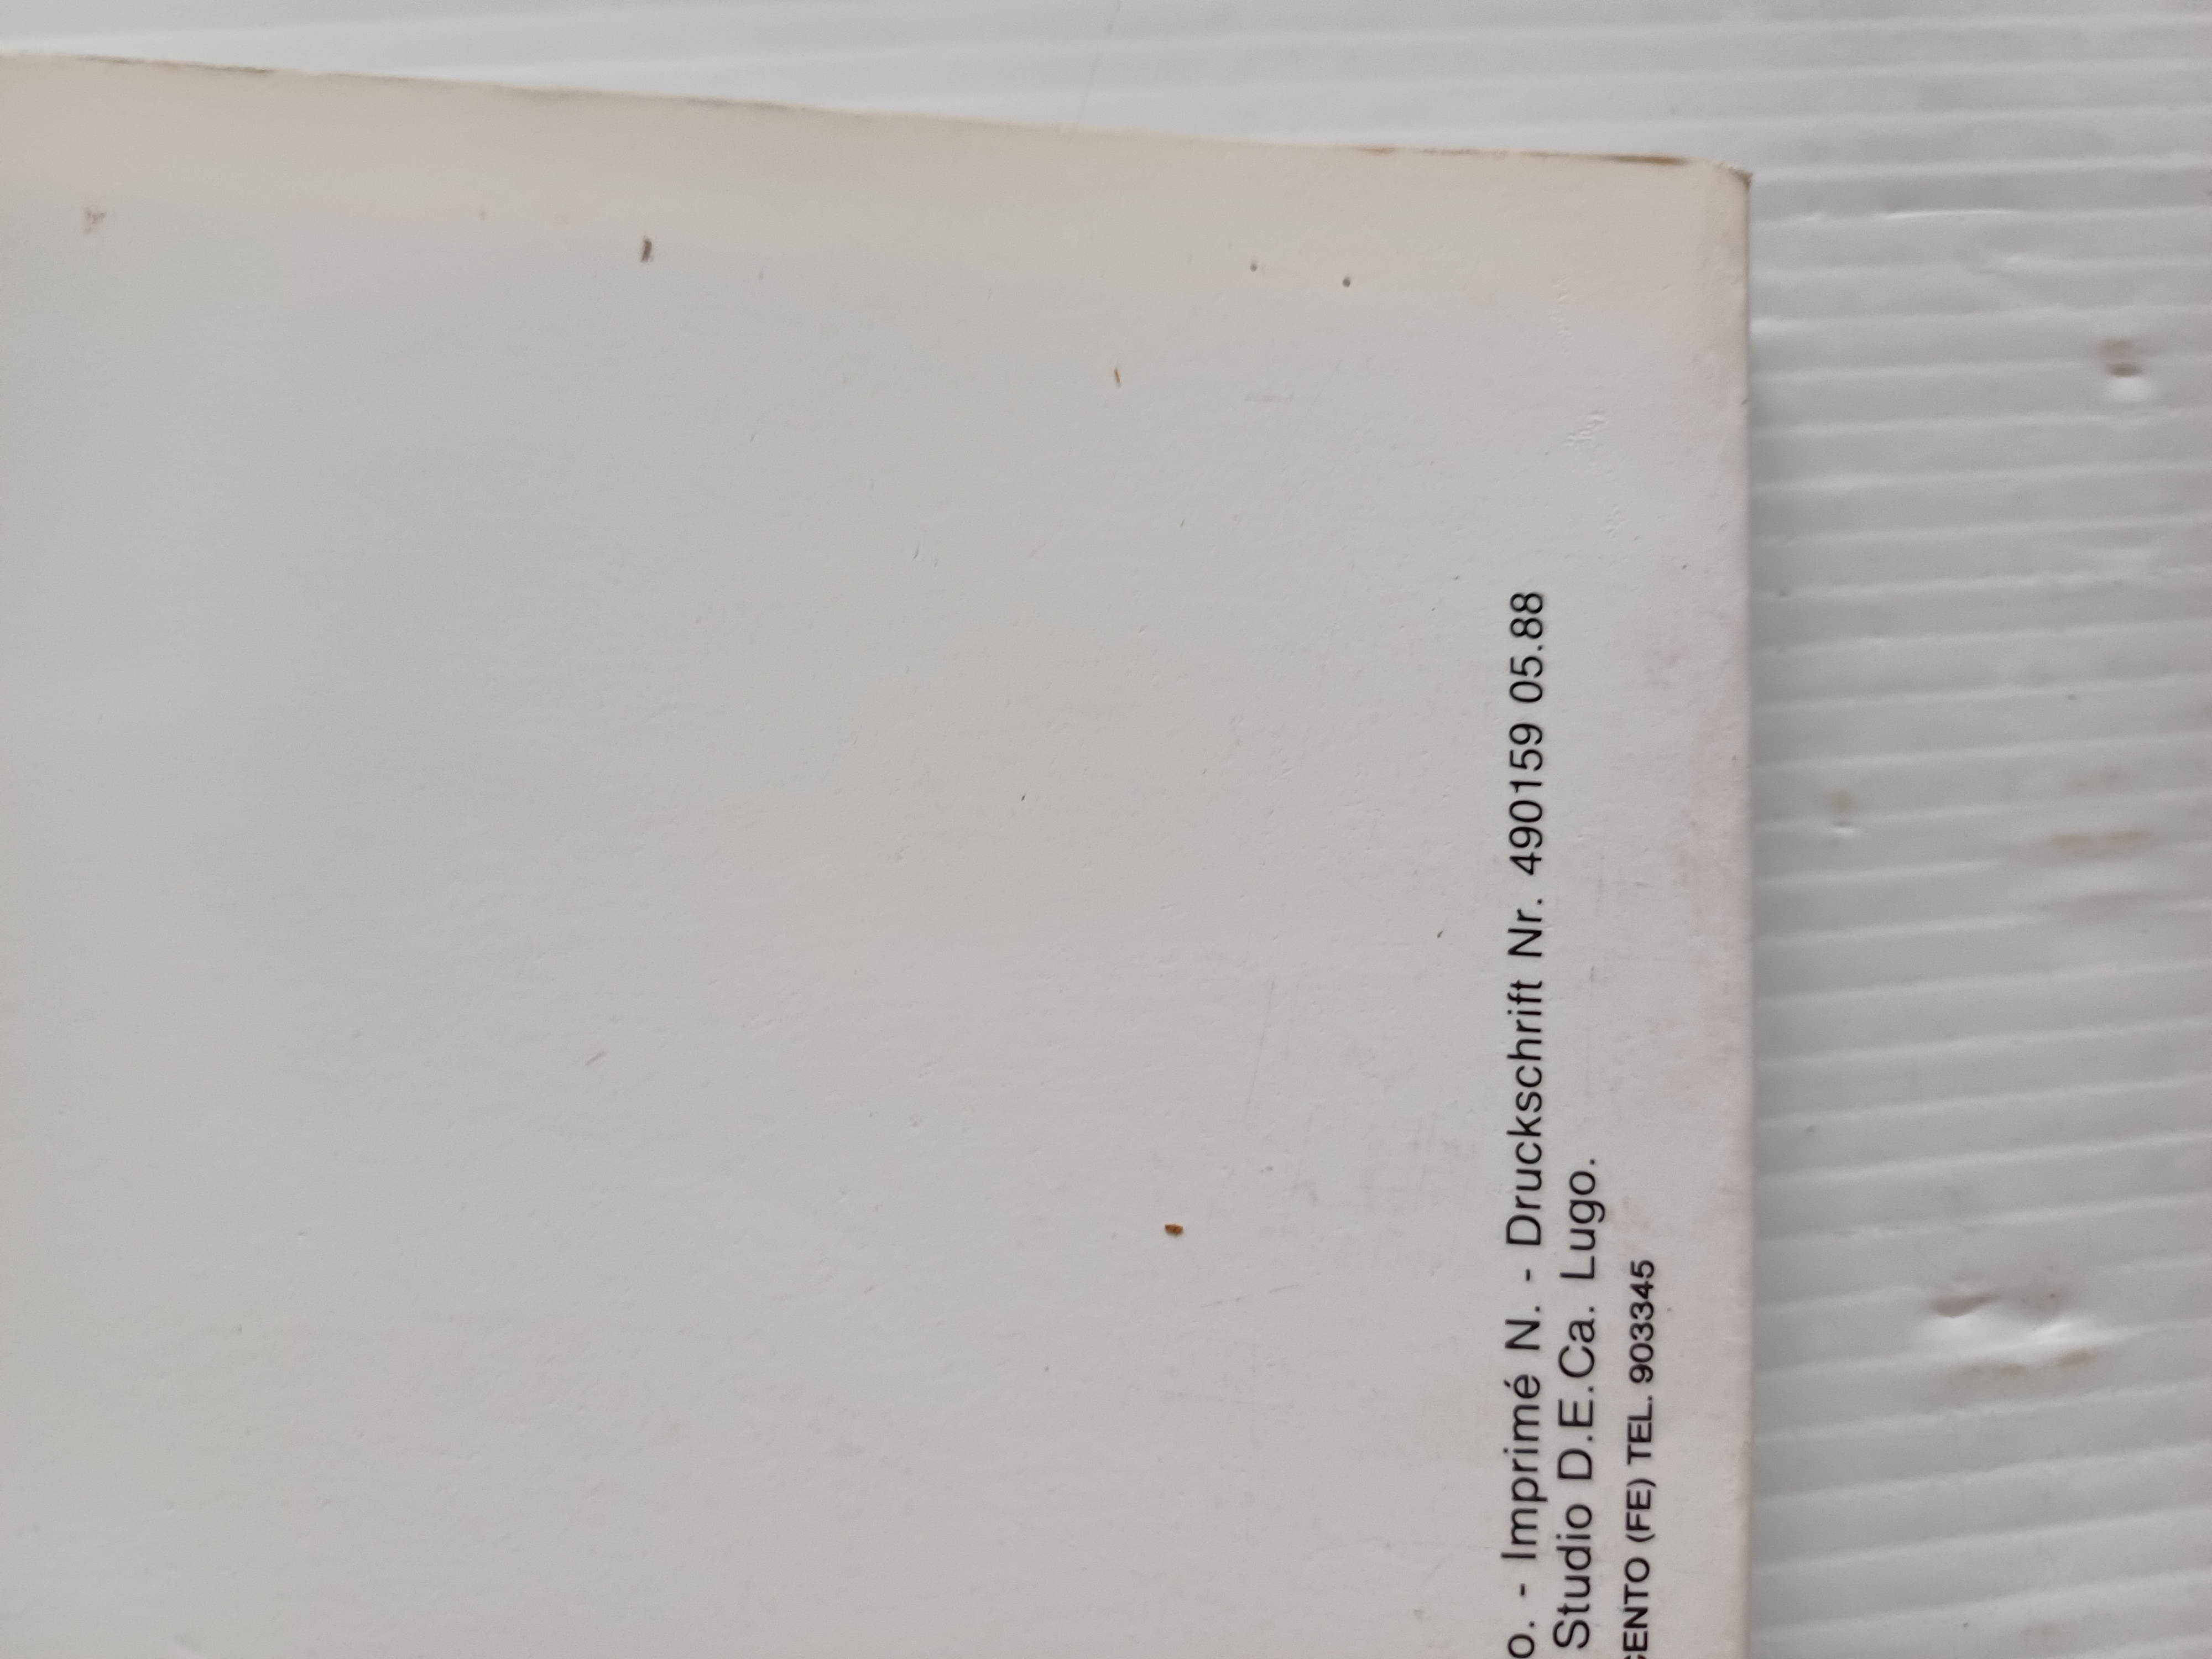 o. - Imprimé N. - Druckschrift Nr. 490159 05.88
Studio D.E.Ca. Lugo.
CENTO (FE) TEL. 903345